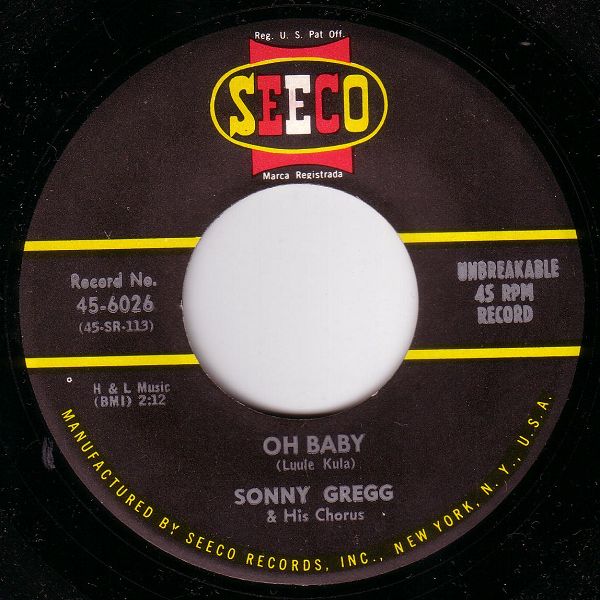 Reg. U. S. Pat Off.
SEECO
Marca Registrada
Record No.
45-6026
(45-SR-113)
UNBREAKABLE
45 RPM
RECORD
H & L Music
(BMI) 2:12
OH BABY
(Luule Kula)
SONNY GREGG
& His Chorus
MANUFACTURED BY SEECO RECORDS, INC., NEW YORK, N. Y., U. S. A.